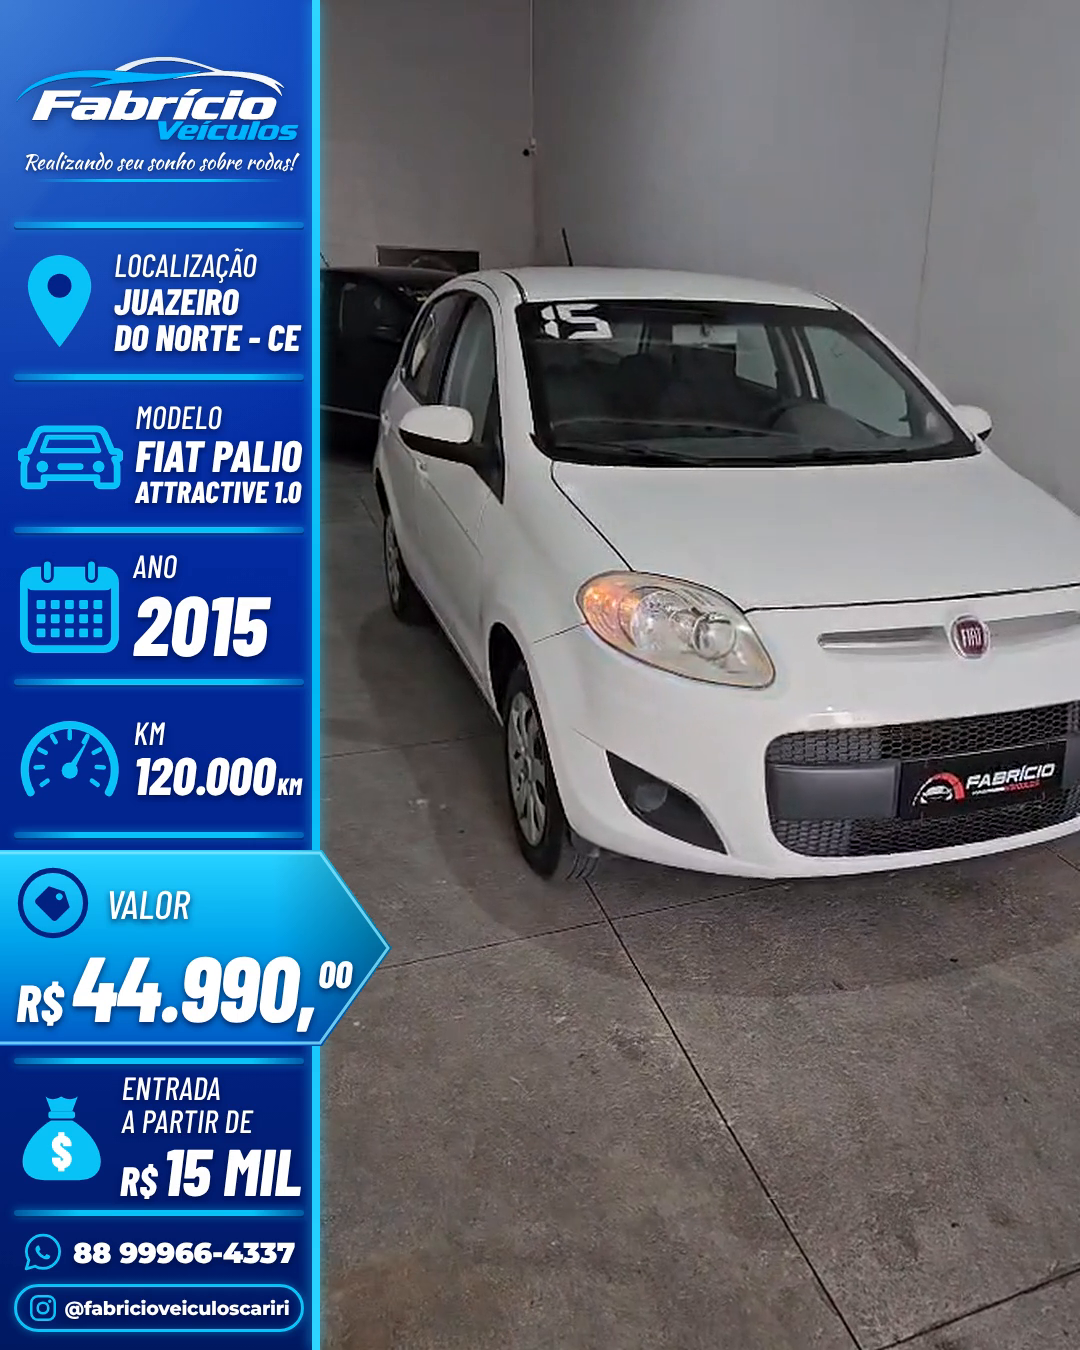 Fabrício
Veículos
Realizando seu sonho sobre rodas!
LOCALIZAÇÃO
JUAZEIRO
DO NORTE - CE
MODELO
FIAT PALIO
ATTRACTIVE 1.0
ANO
2015
KM
120.000KM
VALOR
R$ 44.990,00
ENTRADA
A PARTIR DE
R$ 15 MIL
$
88 99966-4337
@fabricioveiculoscariri
15
FIAT
FABRÍCIO
VEÍCULOS